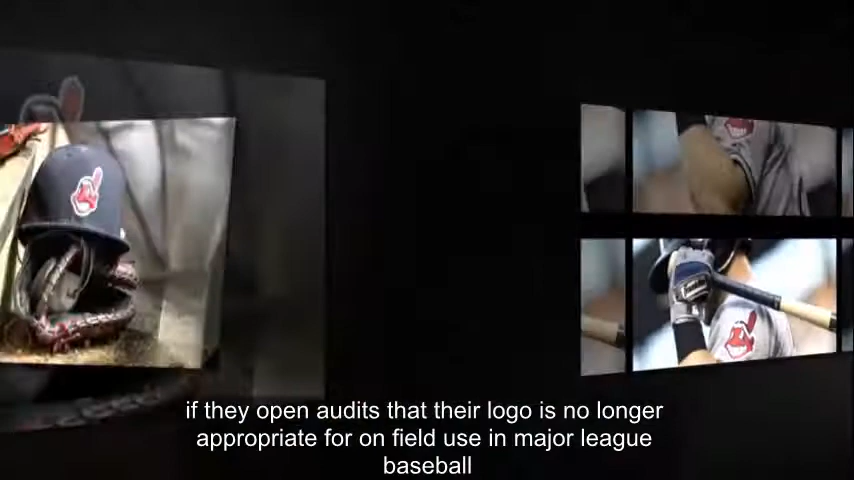 if they open audits that their logo is no longer
appropriate for on field use in major league
baseball